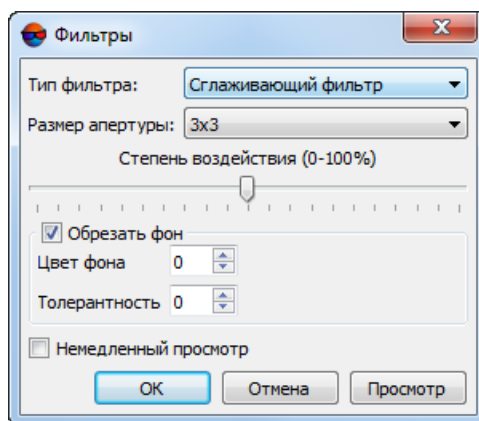 Фильтры
Тип фильтра: Сглаживающий фильтр
Размер апертуры: 3x3
Степень воздействия (0-100%)
Обрезать фон
Цвет фона 0
Толерантность 0
Немедленный просмотр
ОК Отмена Просмотр